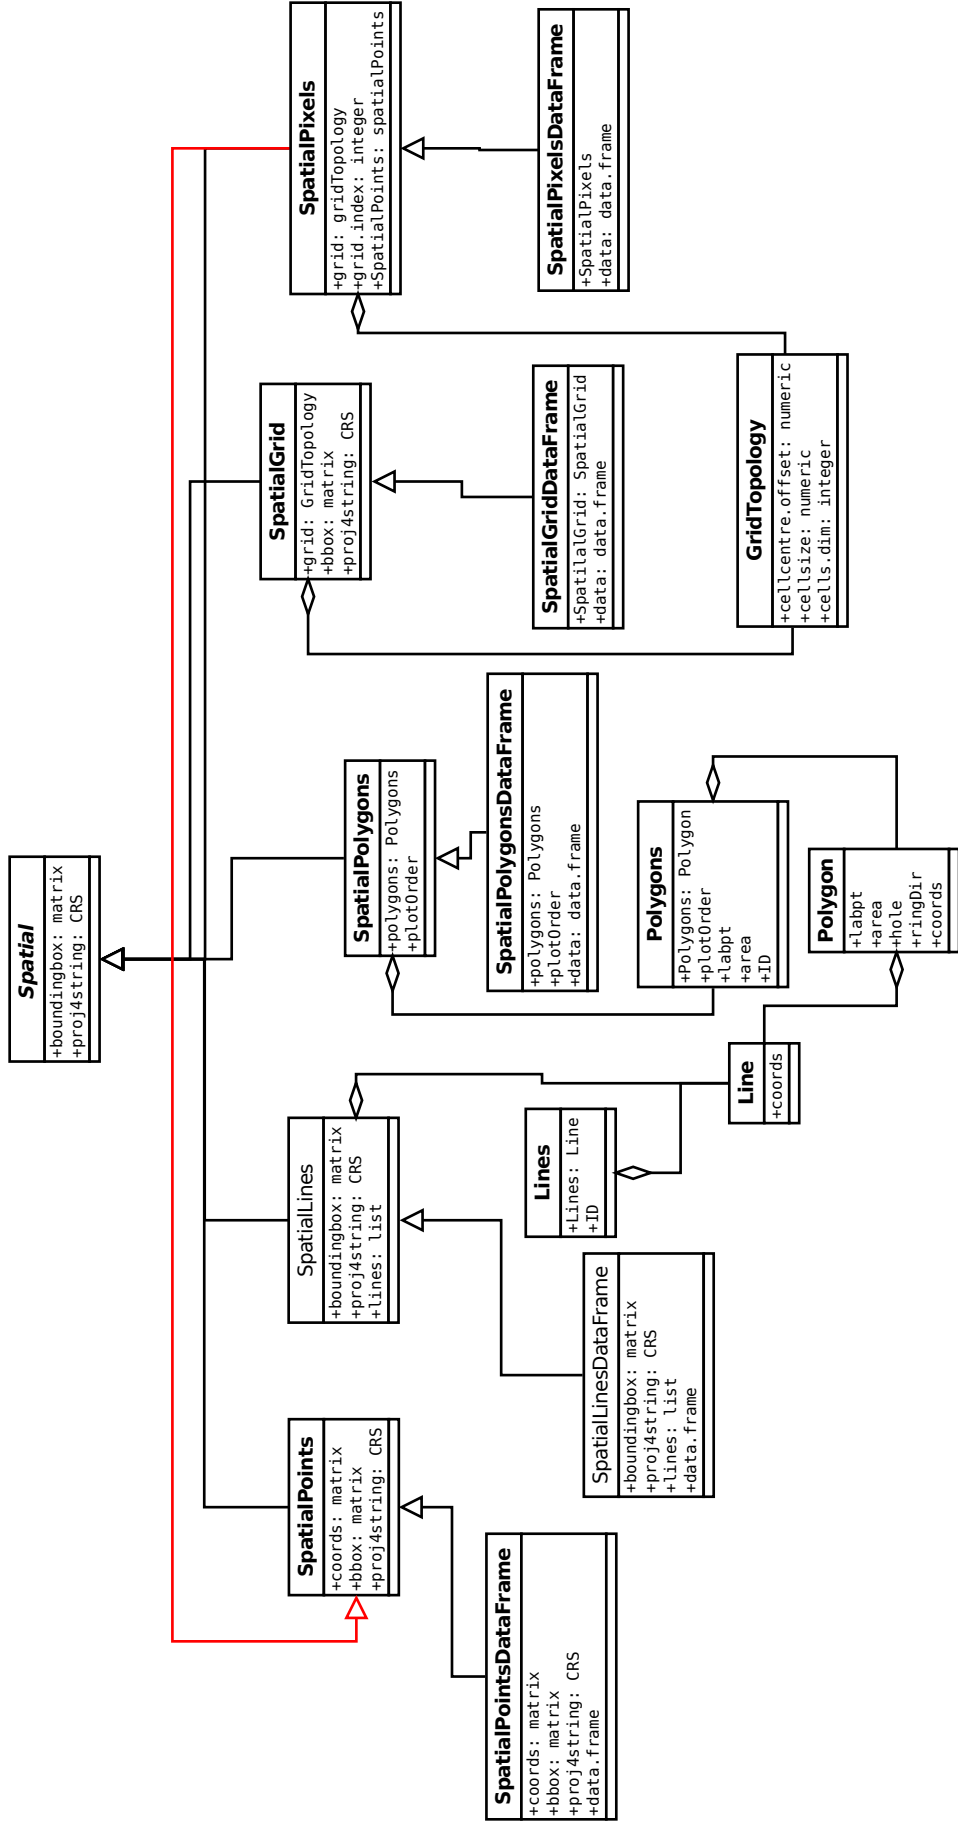 Spatial
+boundingbox: matrix
+proj4string: CRS
SpatialPoints
+coords: matrix
+bbox: matrix
+proj4string: CRS
SpatialLines
+boundingbox: matrix
+proj4string: CRS
+lines: list
SpatialPolygons
+polygons: Polygons
+plotOrder
SpatialGrid
+grid: GridTopology
+bbox: matrix
+proj4string: CRS
SpatialPixels
+grid: gridTopology
+grid.index: integer
+SpatialPoints: spatialPoints
SpatialPointsDataFrame
+coords: matrix
+bbox: matrix
+proj4string: CRS
+data.frame
SpatialLinesDataFrame
+boundingbox: matrix
+proj4string: CRS
+lines: list
+data.frame
Lines
+Lines: Line
+ID
SpatialPolygonsDataFrame
+polygons: Polygons
+plotOrder
+data: data.frame
SpatialGridDataFrame
+SpatilalGrid: SpatialGrid
+data: data.frame
SpatialPixelsDataFrame
+SpatialPixels
+data: data.frame
Line
+coords
Polygons
+Polygons: Polygon
+plotOrder
+labpt
+area
+ID
GridTopology
+cellcentre.offset: numeric
+cellsize: numeric
+cells.dim: integer
Polygon
+labpt
+area
+hole
+ringDir
+coords